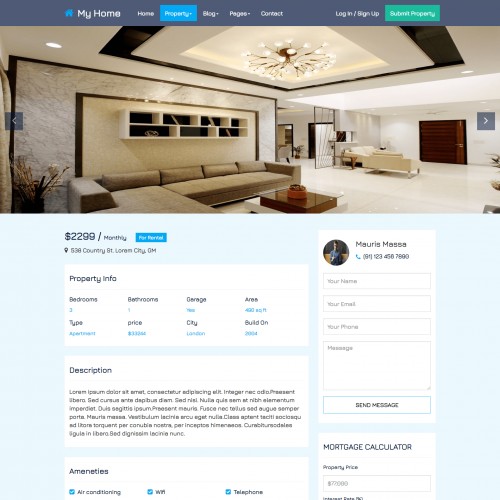 My Home
Home Property Blog Pages Contact Log In / Sign Up Submit Property
$2299 / Monthly For Rental
538 Country St. Lorem City, GM
Property Info
Bedrooms Bathrooms Garage Area
3 1 Yes 490 sq ft
Type price City Build On
Apartment $33034 London 2004
Description
Lorem ipsum dolor sit amet, consectetur adipiscing elit. Integer nec odio.Praesent
libero. Sed cursus ante dapibus diam. Sed nisi. Nulla quis sem at nibh elementum
imperdiet. Duis sagittis ipsum.Praesent. Fusce nec tellus sed augue semper
porta. Mauris massa. Vestibulum lacinia arcu eget nulla.Class aptent taciti sociosqu
ad litora torquent per conubia nostra, per inceptos himenaeos. Curabitursodales
ligula in libero.Sed dignissim lacinia nunc.
Ameneties
Air conditioning Wifi Telephone
Mauris Massa
(91) 123 456 7890
Your Name
Your Email
Your Phone
Message
SEND MESSAGE
MORTGAGE CALCULATOR
Property Price
$77,000
Interest Rate (%)